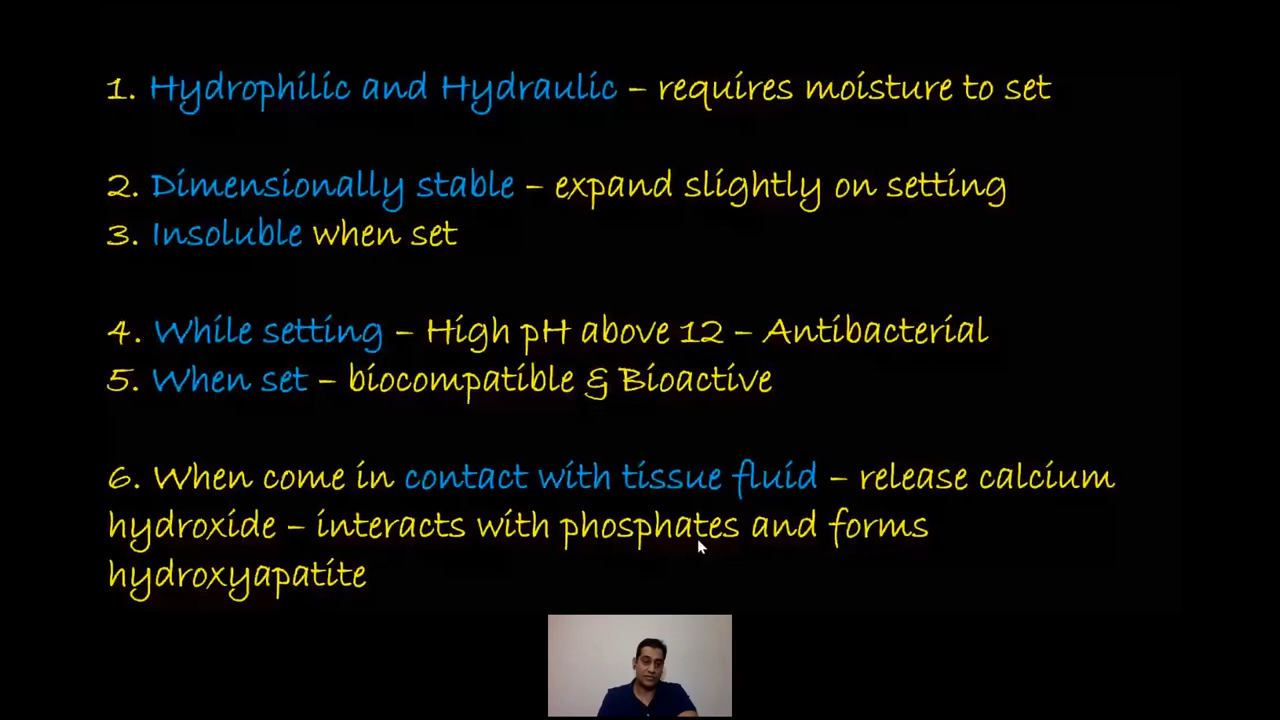 1. Hydrophilic and Hydraulic – requires moisture to set
2. Dimensionally stable – expand slightly on setting
3. Insoluble when set
4. While setting – High pH above 12 – Antibacterial
5. When set – biocompatible & Bioactive
6. When come in contact with tissue fluid – release calcium
hydroxide – interacts with phosphates and forms
hydroxyapatite